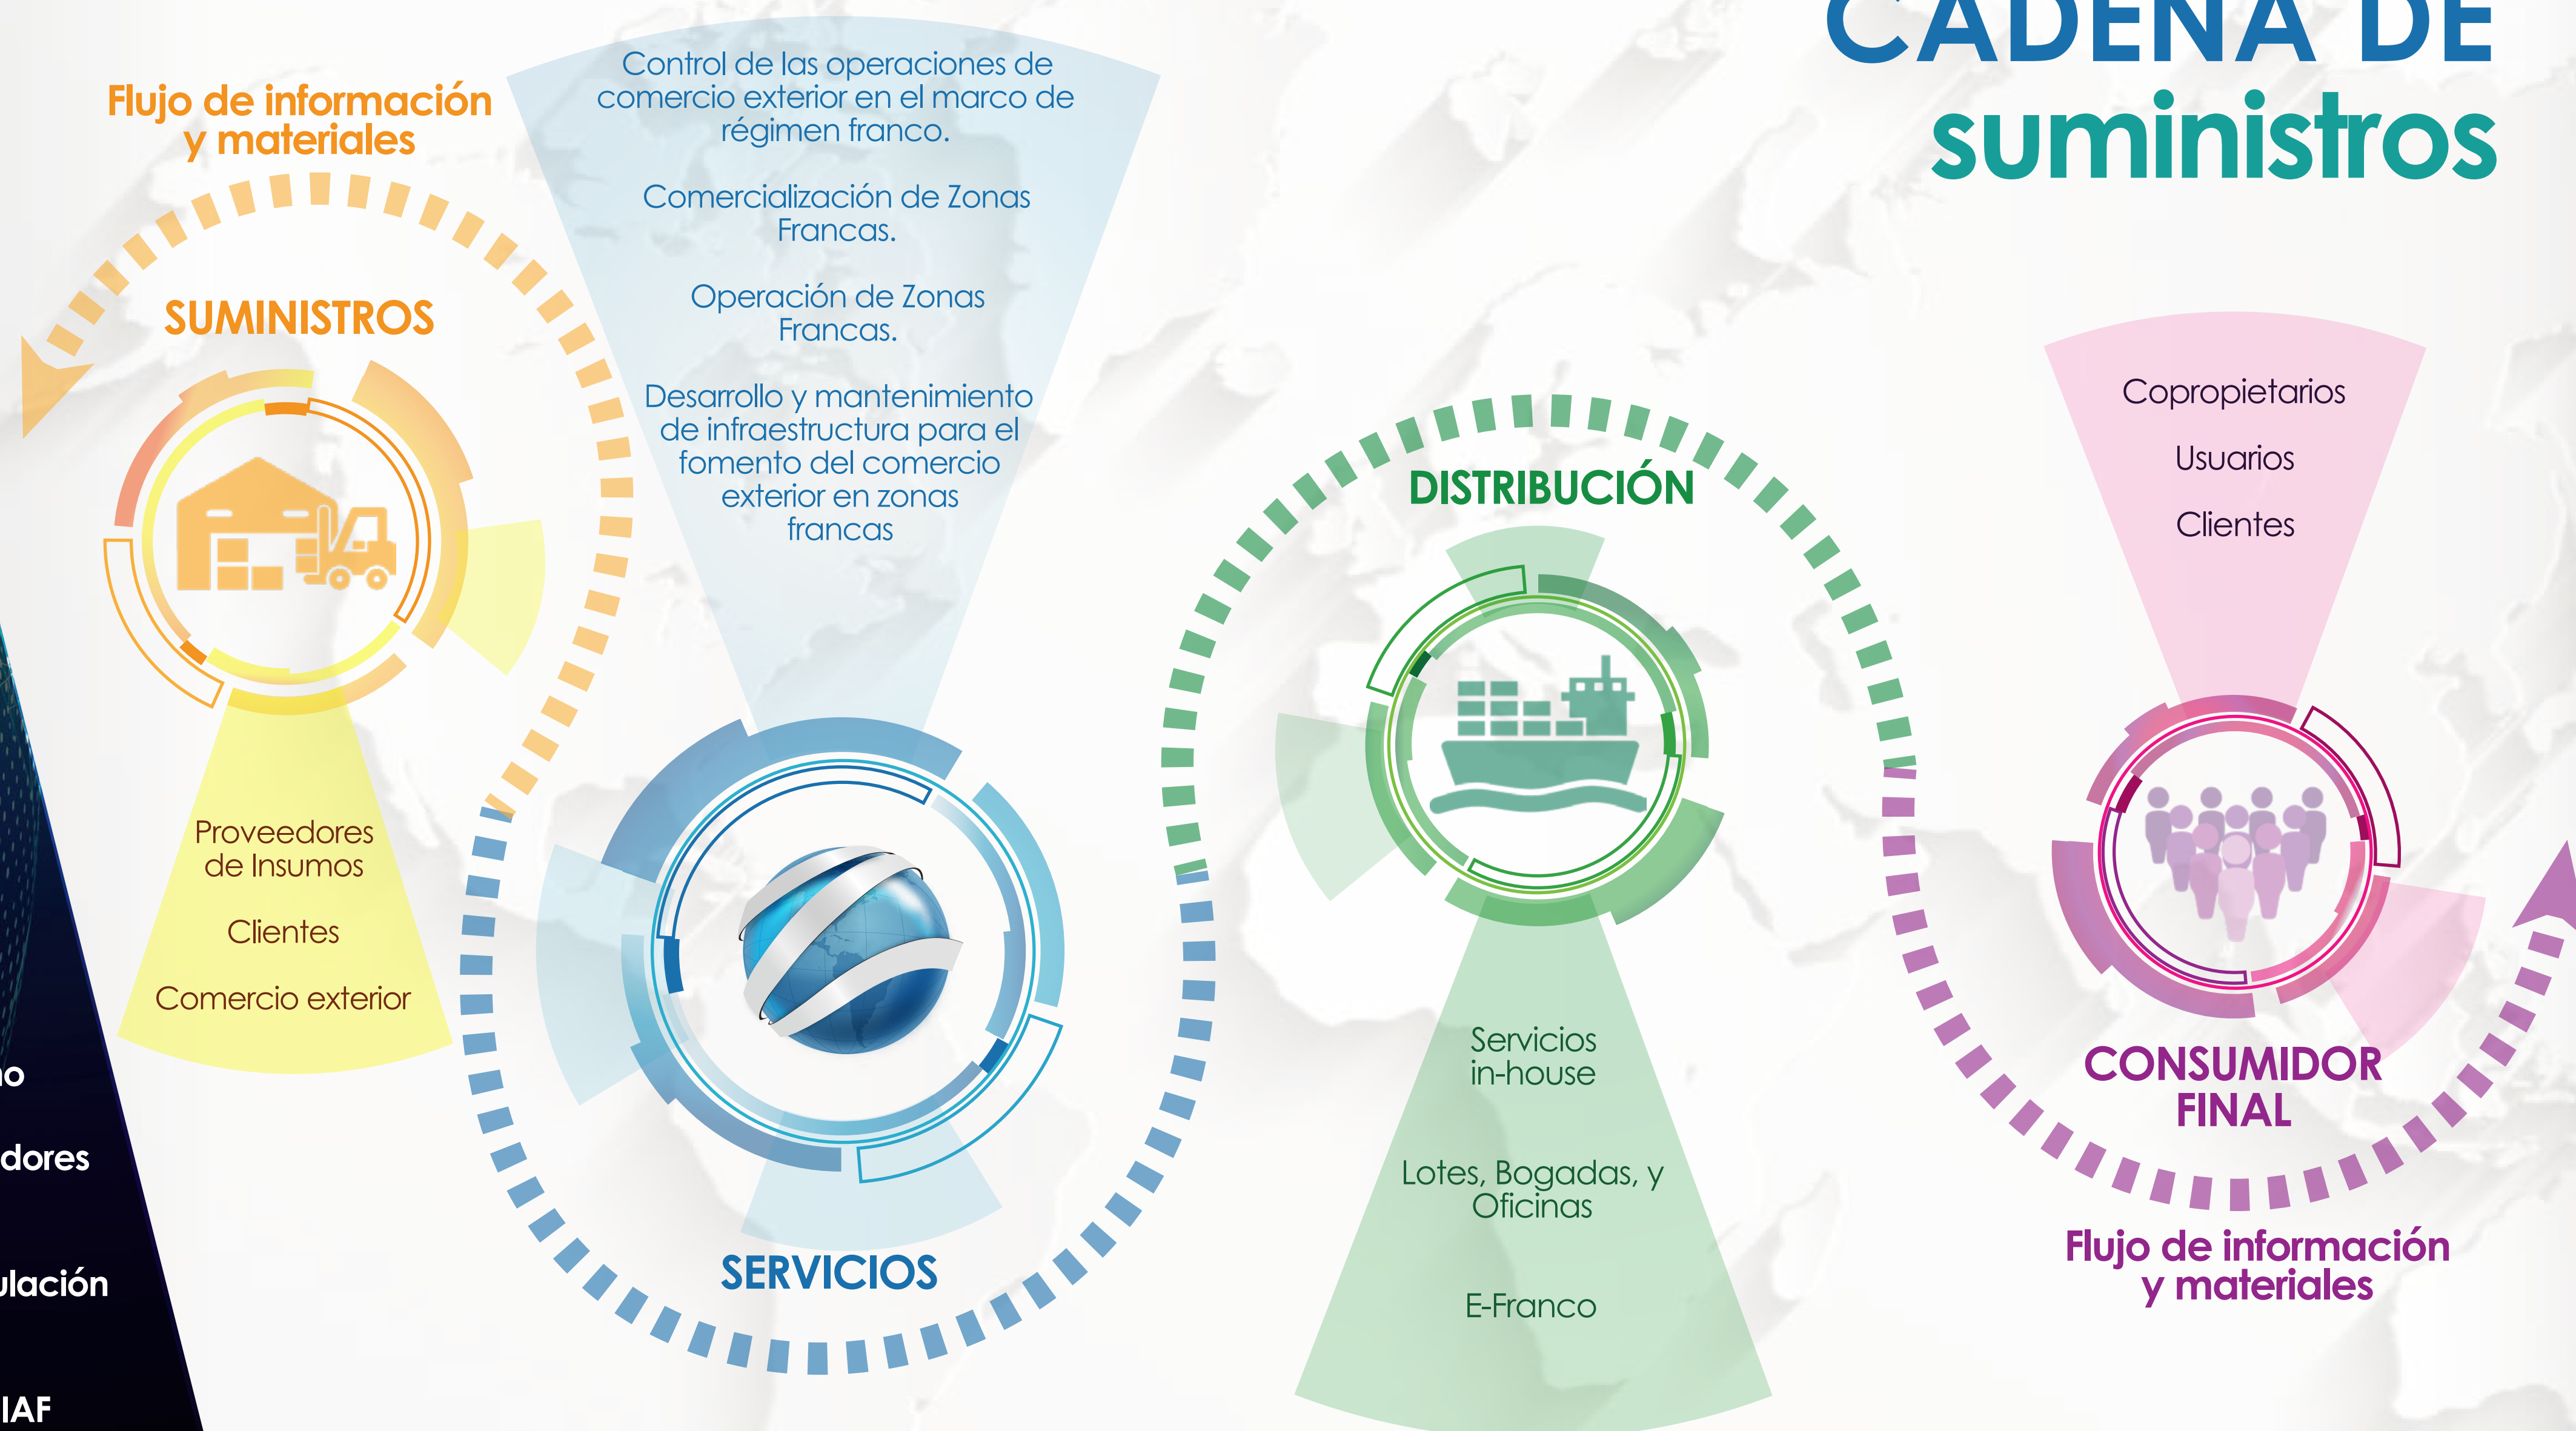 CADENA DE
suministros
Flujo de información
y materiales
SUMINISTROS
Proveedores
de Insumos
Clientes
Comercio exterior
Control de las operaciones de
comercio exterior en el marco de
régimen franco.
Comercialización de Zonas
Francas.
Operación de Zonas
Francas.
Desarrollo y mantenimiento
de infraestructura para el
fomento del comercio
exterior en zonas
francas
SERVICIOS
DISTRIBUCIÓN
Servicios
in-house
Lotes, Bogadas, y
Oficinas
E-Franco
Copropietarios
Usuarios
Clientes
CONSUMIDOR
FINAL
Flujo de información
y materiales